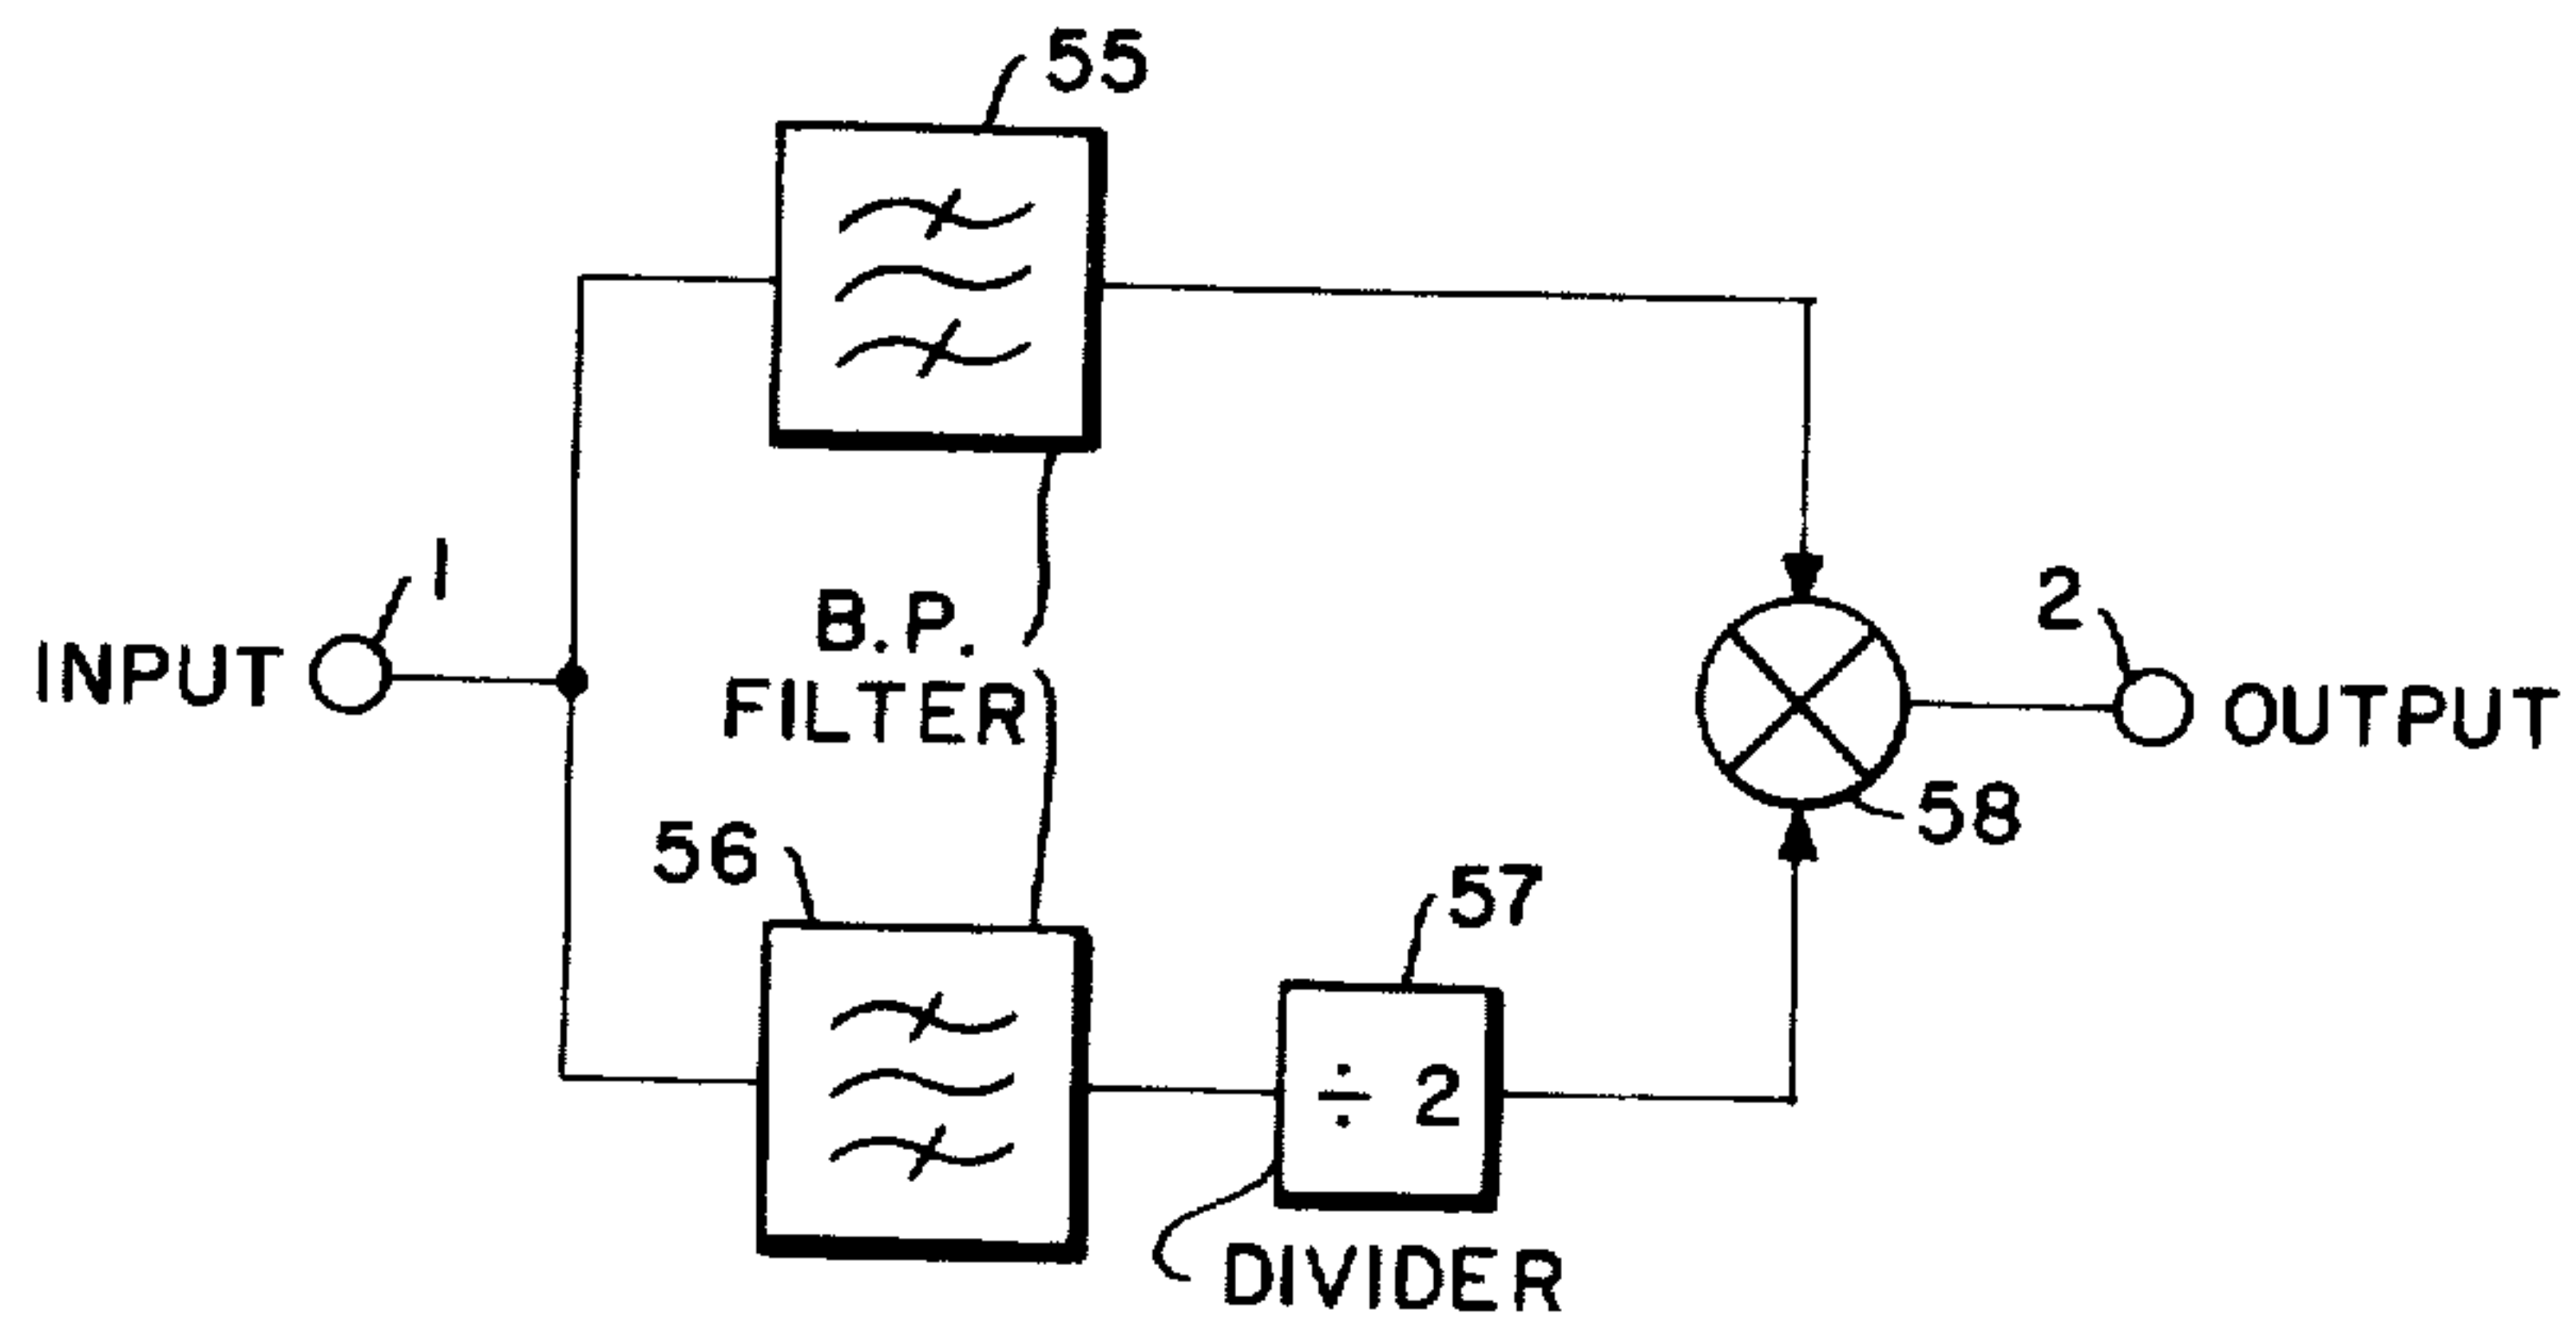 55
1
INPUT
B.P.
FILTER
2
OUTPUT
58
56
57
÷ 2
DIVIDER